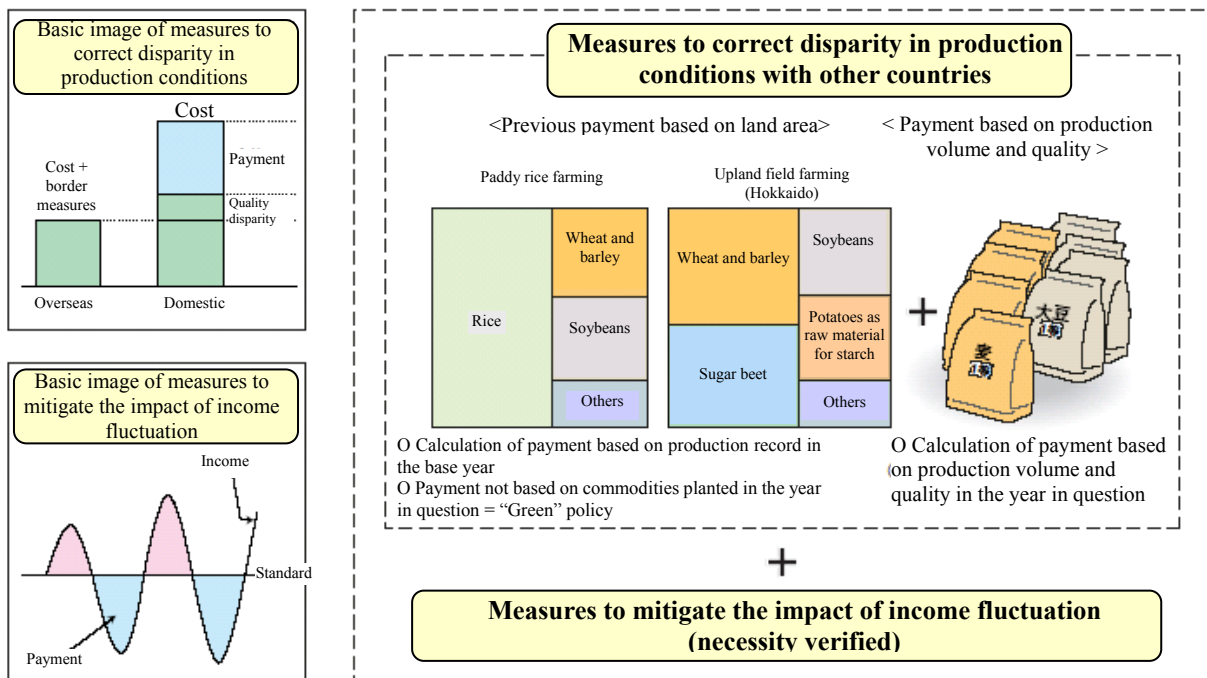 Basic image of measures to
correct disparity in
production conditions
Cost
Payment
Cost +
border
measures
Quality
disparity
Overseas
Domestic
Basic image of measures to
mitigate the impact of income
fluctuation
Income
Standard
Payment
Measures to correct disparity in production
conditions with other countries
<Previous payment based on land area>
< Payment based on production
volume and quality >
Paddy rice farming
Upland field farming
(Hokkaido)
Rice
Wheat and
barley
Soybeans
Others
Wheat and barley
Sugar beet
Soybeans
Potatoes as
raw material
for starch
Others
+
大豆
麦
O Calculation of payment based on production record in
the base year
O Payment not based on commodities planted in the year
in question = “Green” policy
O Calculation of payment based
on production volume and
quality in the year in question
+
Measures to mitigate the impact of income fluctuation
(necessity verified)